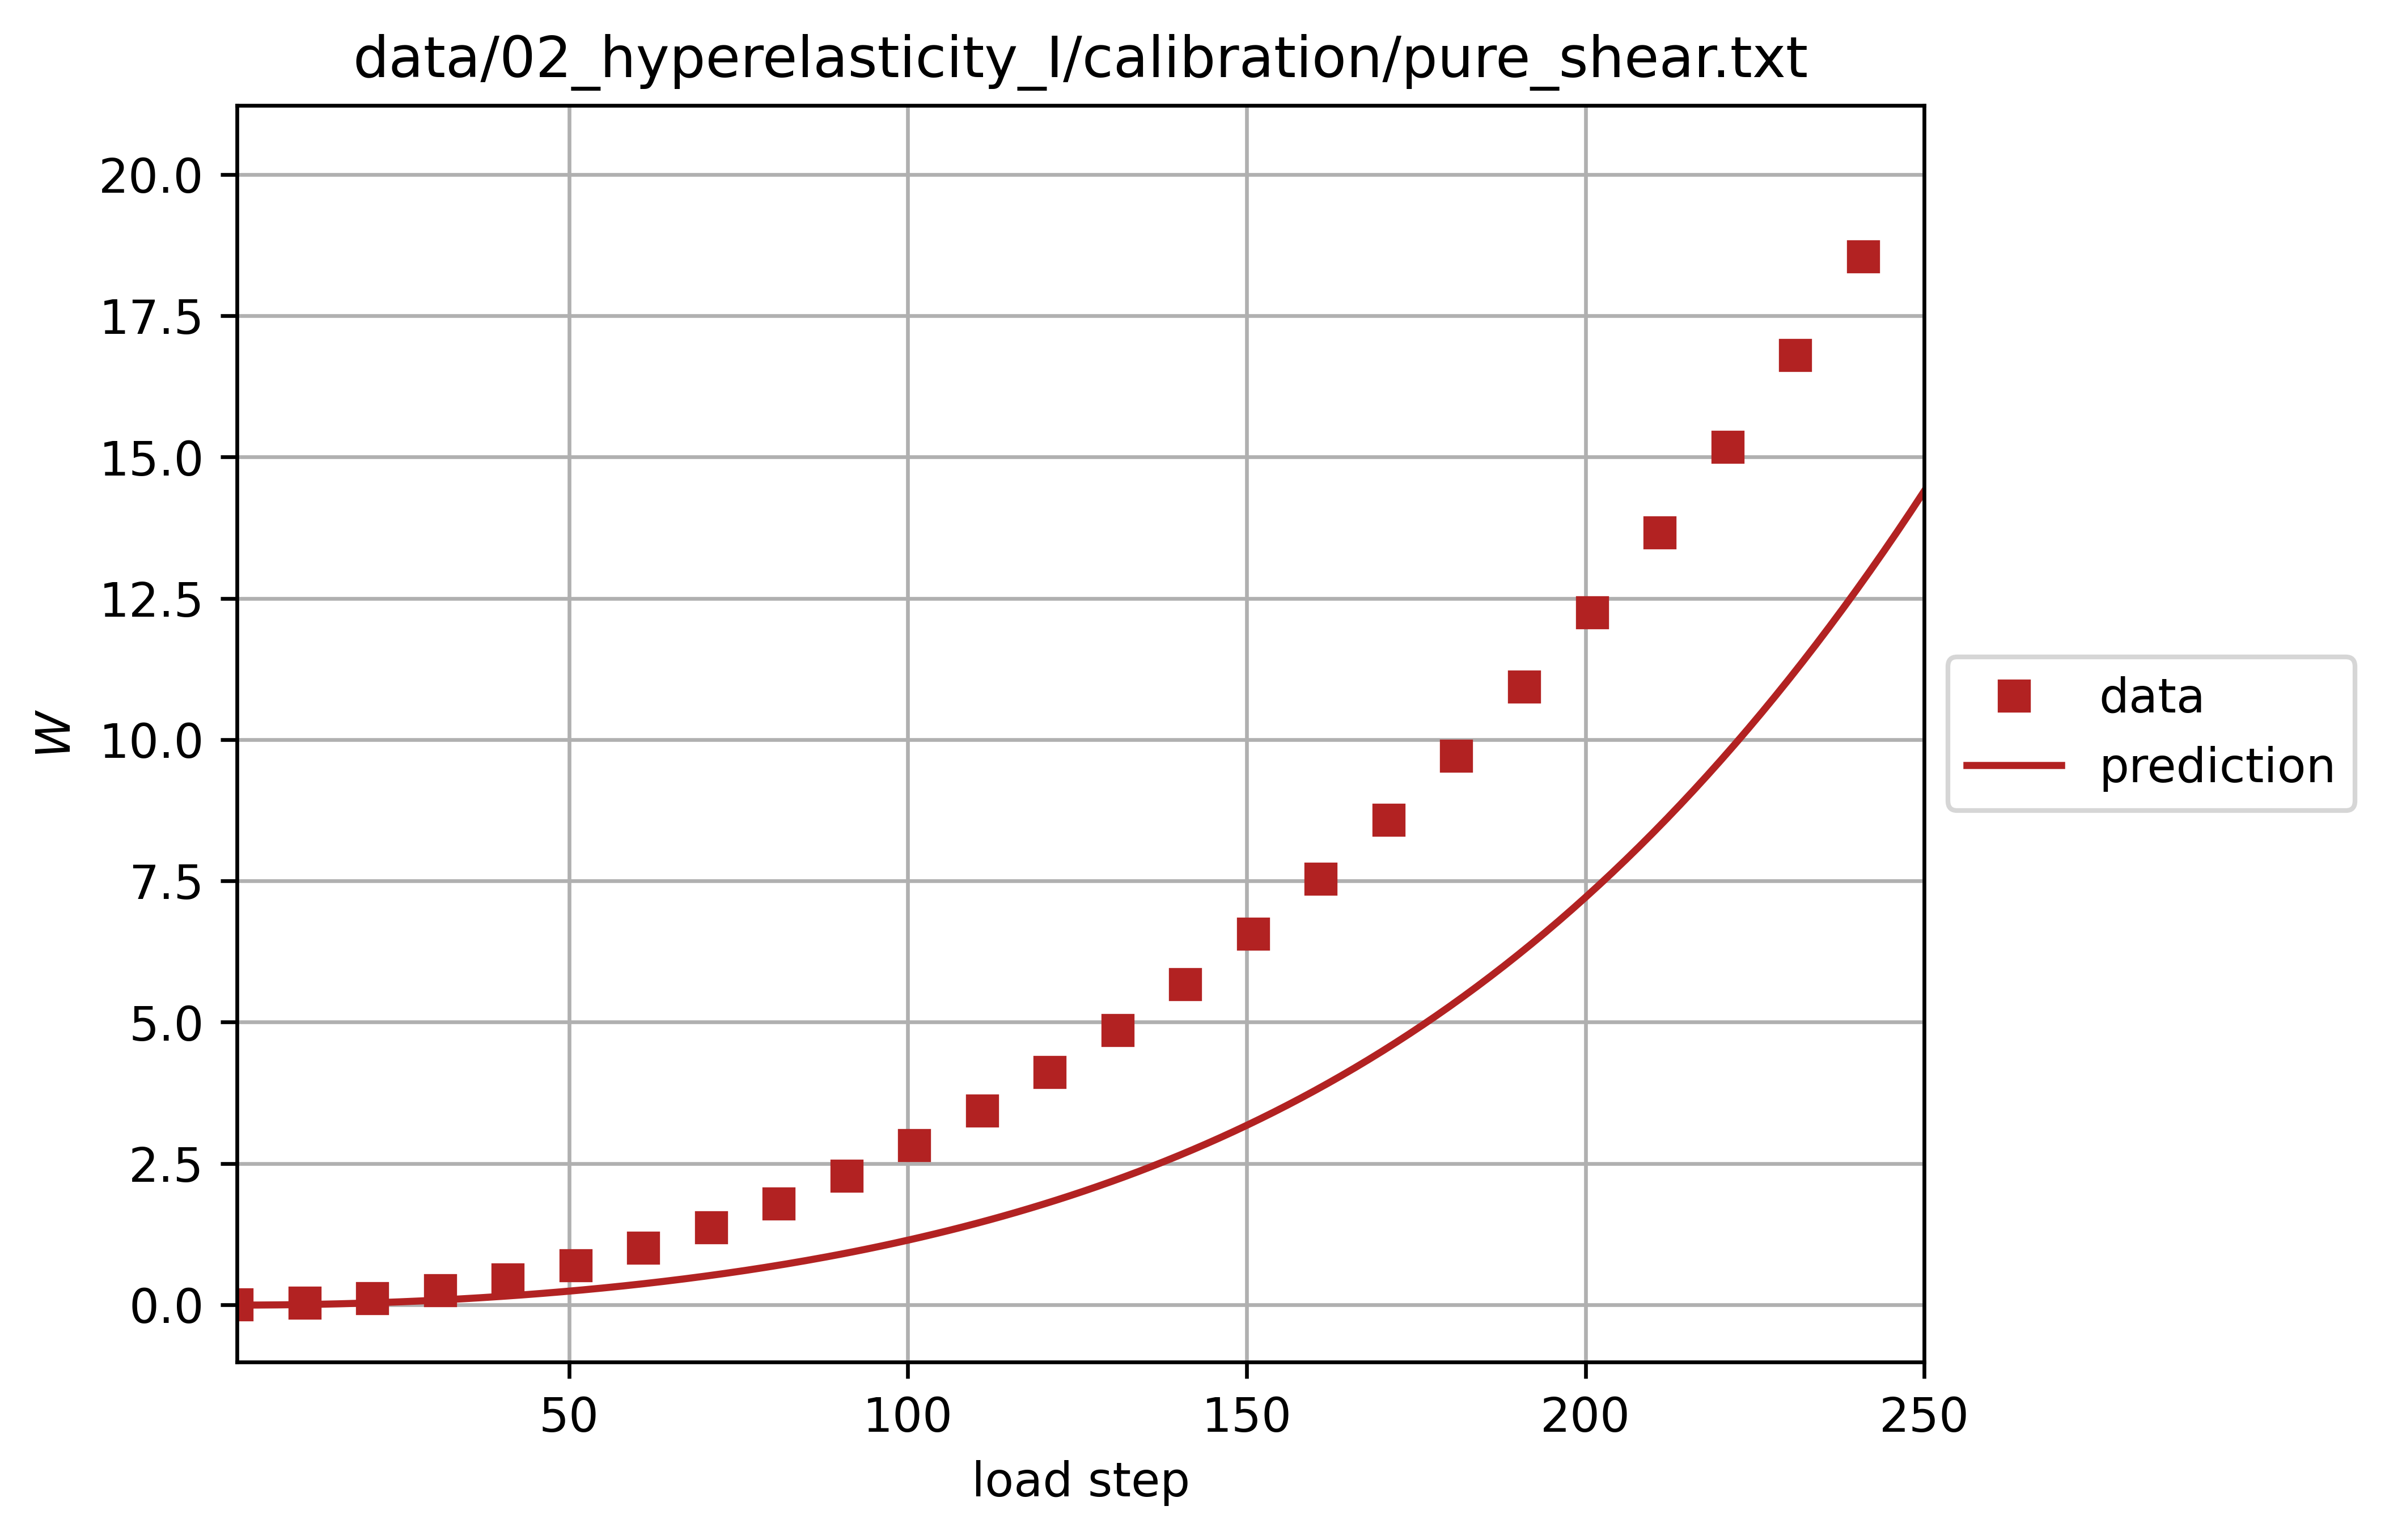 data/02_hyperelasticity_I/calibration/pure_shear.txt
20.0
17.5
15.0
12.5
10.0
7.5
5.0
2.5
0.0
W
50 100 150 200 250
load step
data
prediction